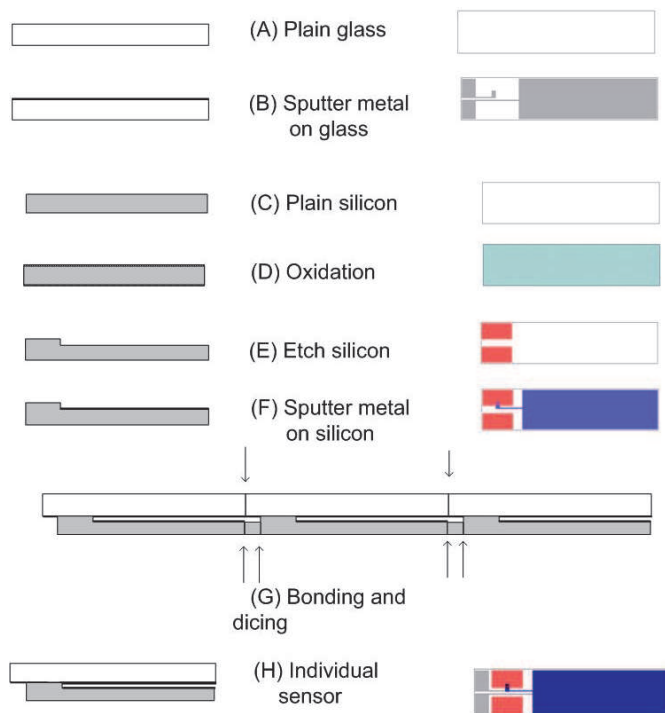 (A) Plain glass
(B) Sputter metal
on glass
(C) Plain silicon
(D) Oxidation
(E) Etch silicon
(F) Sputter metal
on silicon
(G) Bonding and
dicing
(H) Individual
sensor